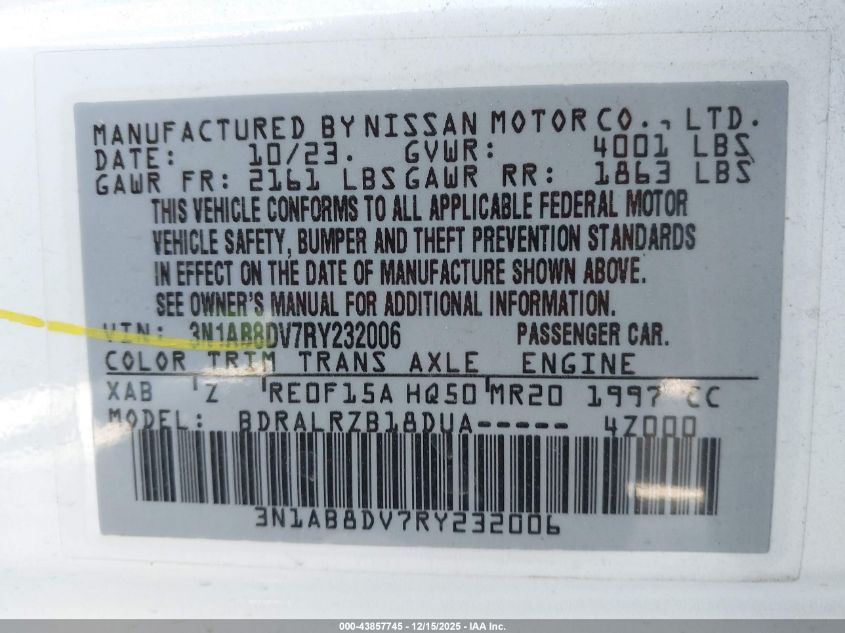 MANUFACTURED BY NISSAN MOTOR CO., LTD.
DATE: 10/23. GVWR: 4001 LBS
GAWR FR: 2161 LBS GAWR RR: 1863 LBS
THIS VEHICLE CONFORMS TO ALL APPLICABLE FEDERAL MOTOR
VEHICLE SAFETY, BUMPER AND THEFT PREVENTION STANDARDS
IN EFFECT ON THE DATE OF MANUFACTURE SHOWN ABOVE.
SEE OWNER'S MANUAL FOR ADDITIONAL INFORMATION.
VIN: 3N1AB8DV7RY232006 PASSENGER CAR.
COLOR TRIM TRANS AXLE ENGINE
XAB Z RE0F15A HQ50 MR20 1997 CC
MODEL: BDRALRZB18DUA----- 4Z000
3N1AB8DV7RY232006
000-43857745 - 12/15/2025 - IAA Inc.